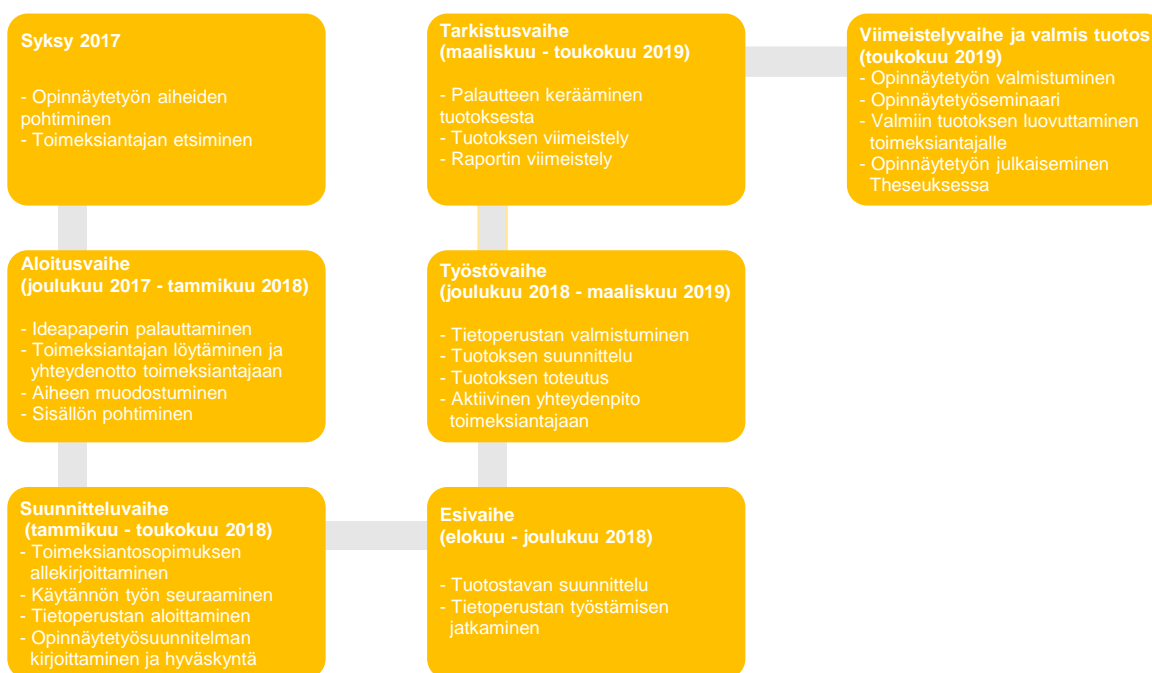 Syksy 2017
- Opinnäytetyön aiheiden
pohtiminen
- Toimeksiantajan etsiminen
Aloitusvaihe
(joulukuu 2017 - tammikuu 2018)
- Ideapaperin palauttaminen
- Toimeksiantajan löytäminen ja
yhteydenotto toimeksiantajaan
- Aiheen muodostuminen
- Sisällön pohtiminen
Suunnitteluvaihe
(tammikuu - toukokuu 2018)
- Toimeksiantosopimuksen
allekirjoittaminen
- Käytännön työn seuraaminen
- Tietoperustan aloittaminen
- Opinnäytetyösuunnitelman
kirjoittaminen ja hyväskyntä
Esivaihe
(elokuu - joulukuu 2018)
- Tuotostavan suunnittelu
- Tietoperustan työstämisen
jatkaminen
Työstövaihe
(joulukuu 2018 - maaliskuu 2019)
- Tietoperustan valmistuminen
- Tuotoksen suunnittelu
- Tuotoksen toteutus
- Aktiivinen yhteydenpito
toimeksiantajaan
Tarkistusvaihe
(maaliskuu - toukokuu 2019)
- Palautteen kerääminen
tuotoksesta
- Tuotoksen viimeistely
- Raportin viimeistely
Viimeistelyvaihe ja valmis tuotos
(toukokuu 2019)
- Opinnäytetyön valmistuminen
- Opinnäytetyöseminaari
- Valmiin tuotoksen luovuttaminen
toimeksiantajalle
- Opinnäytetyön julkaiseminen
Theseuksessa